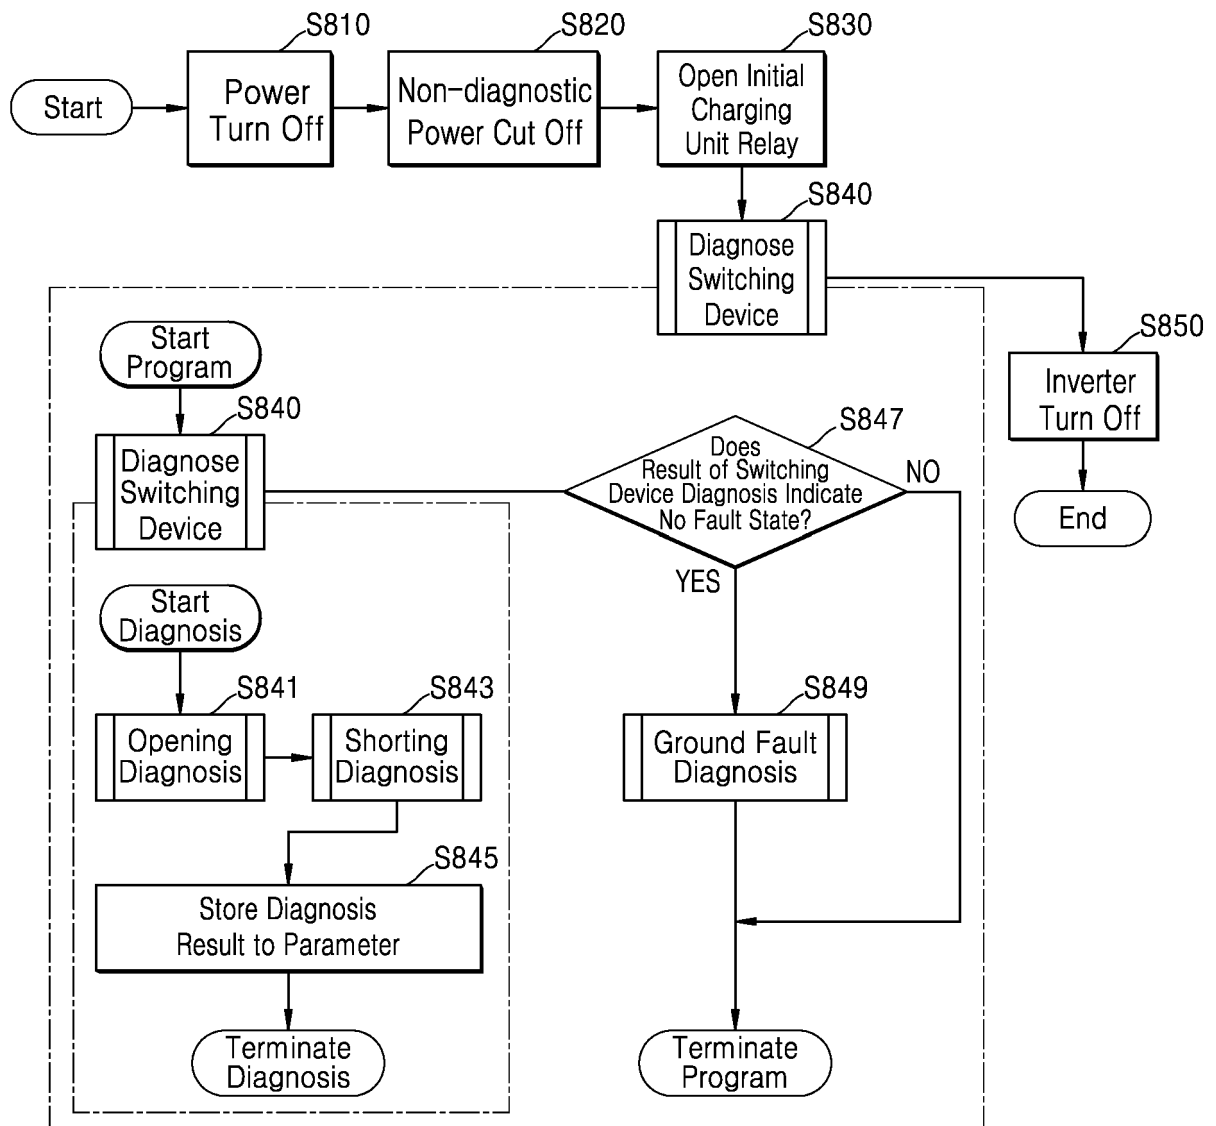 S810
S820
S830
Start
Power
Turn Off
Non-diagnostic
Power Cut Off
Open Initial
Charging
Unit Relay
S840
Diagnose
Switching
Device
S850
Inverter
Turn Off
End
Start
Program
S840
Diagnose
Switching
Device
S847
Does
Result of Switching
Device Diagnosis Indicate
No Fault State?
NO
YES
Start
Diagnosis
S841
Opening
Diagnosis
S843
Shorting
Diagnosis
S849
Ground Fault
Diagnosis
S845
Store Diagnosis
Result to Parameter
Terminate
Diagnosis
Terminate
Program